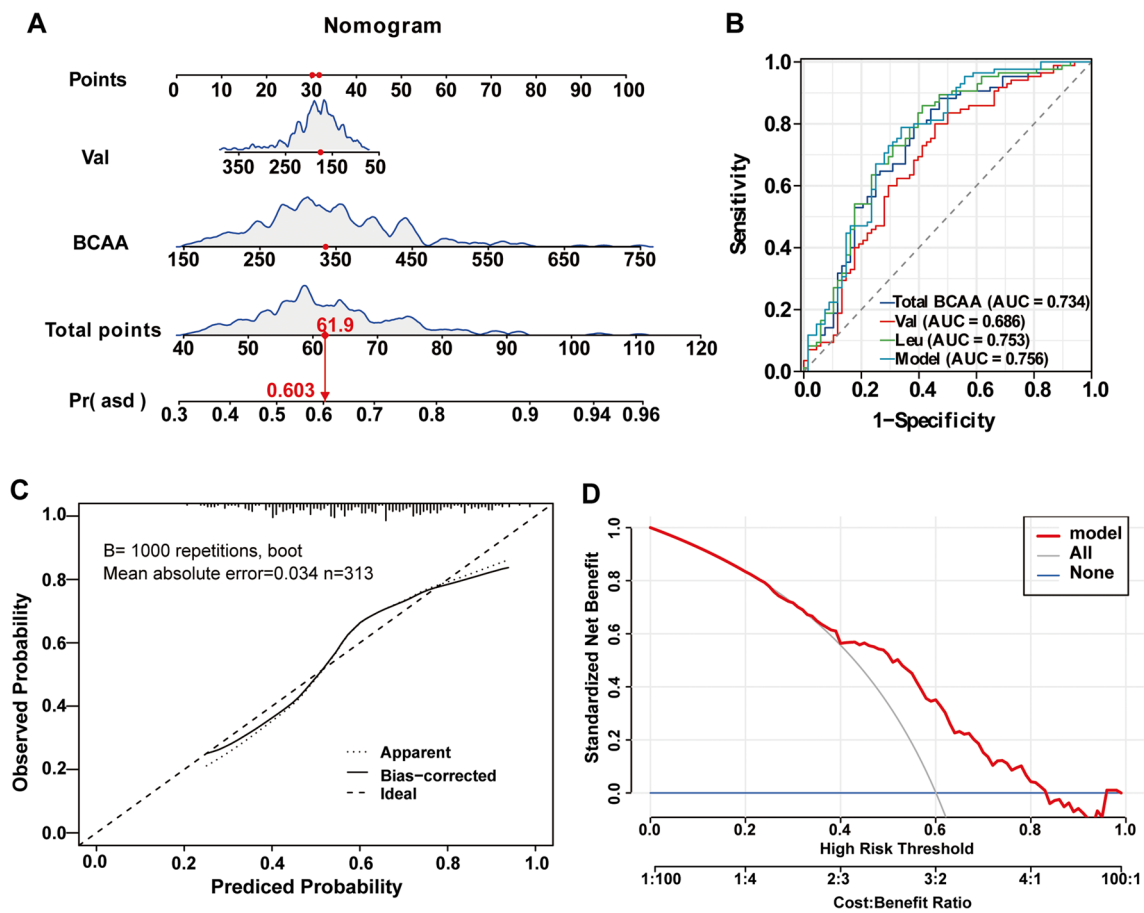 A
Nomogram
Points
0 10 20 30 40 50 60 70 80 90 100
Val
350 250 150 50
BCAA
150 250 350 450 550 650 750
Total points
61.9
40 50 60 70 80 90 100 110 120
0.603
Pr( asd )
0.3 0.4 0.5 0.6 0.7 0.8 0.9 0.94 0.96
B
Sensitivity
1.0
0.8
0.6
0.4
0.2
0.0
Total BCAA (AUC = 0.734)
Val (AUC = 0.686)
Leu (AUC = 0.753)
Model (AUC = 0.756)
0.0 0.2 0.4 0.6 0.8 1.0
1−Specificity
C
Observed Probability
1.0
0.8
0.6
0.4
0.2
0.0
B= 1000 repetitions, boot
Mean absolute error=0.034 n=313
Apparent
Bias-corrected
Ideal
0.0 0.2 0.4 0.6 0.8 1.0
Prediced Probability
D
Standardized Net Benefit
1.0
0.8
0.6
0.4
0.2
0.0
model
All
None
0.0 0.2 0.4 0.6 0.8 1.0
High Risk Threshold
1:100 1:4 2:3 3:2 4:1 100:1
Cost:Benefit Ratio